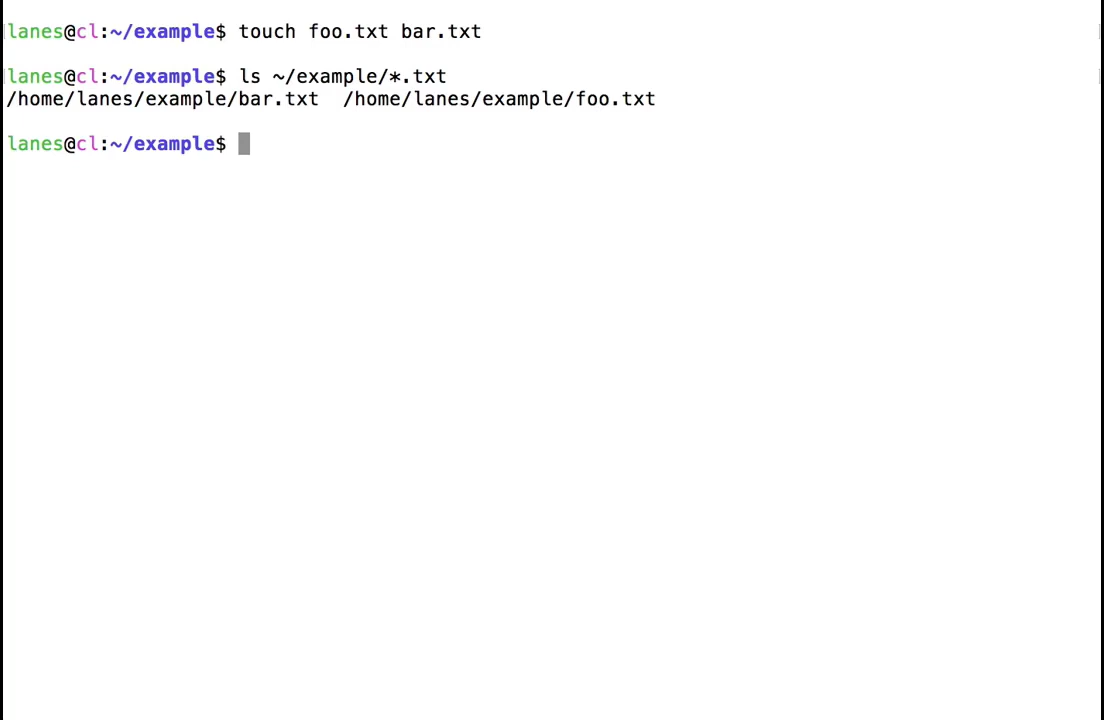 lanes@cl:~/example$ touch foo.txt bar.txt
lanes@cl:~/example$ ls ~/example/*.txt
/home/lanes/example/bar.txt  /home/lanes/example/foo.txt
lanes@cl:~/example$